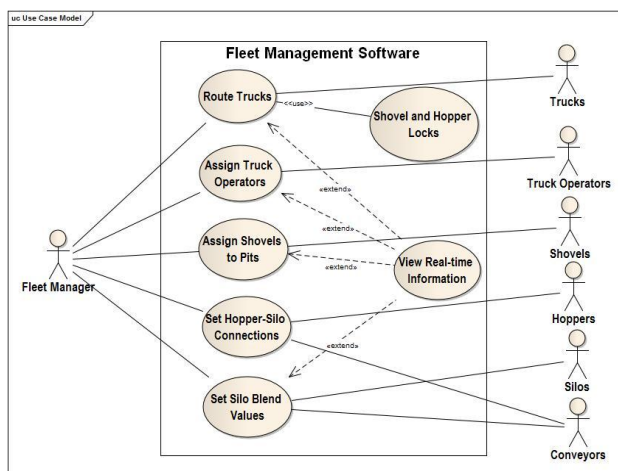 uc Use Case Model
Fleet Management Software
Route Trucks
<<use>>
Shovel and Hopper
Locks
Trucks
Assign Truck
Operators
Truck Operators
«extend»
«extend»
Assign Shovels
to Pits
«extend»
View Real-time
Information
Shovels
Fleet Manager
Set Hopper-Silo
Connections
Hoppers
«extend»
Silos
Set Silo Blend
Values
Conveyors